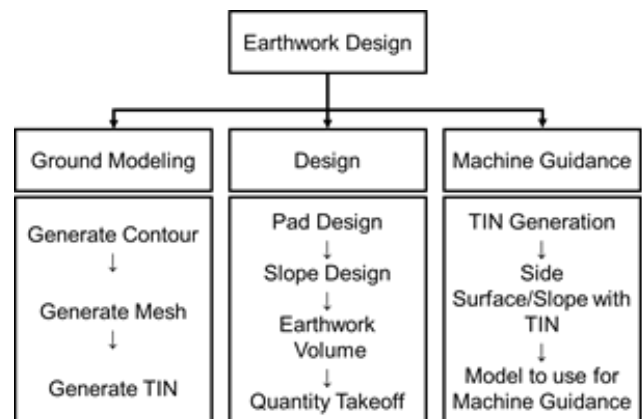 Earthwork Design
Ground Modeling
Generate Contour
↓
Generate Mesh
↓
Generate TIN
Design
Pad Design
↓
Slope Design
↓
Earthwork
Volume
↓
Quantity Takeoff
Machine Guidance
TIN Generation
↓
Side
Surface/Slope with
TIN
↓
Model to use for
Machine Guidance